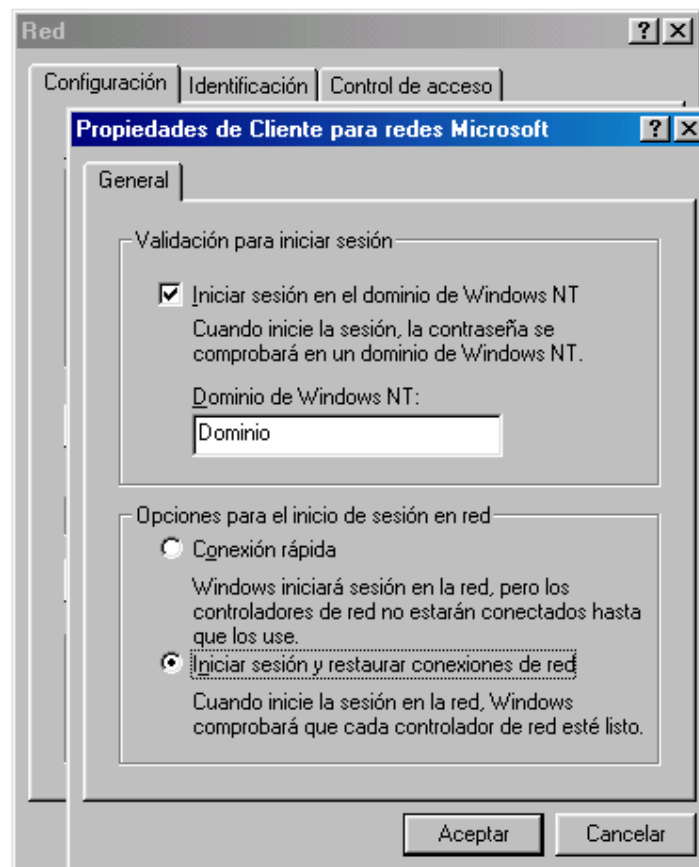 Red
Configuración Identificación Control de acceso
Propiedades de Cliente para redes Microsoft
General
Validación para iniciar sesión
Iniciar sesión en el dominio de Windows NT
Cuando inicie la sesión, la contraseña se
comprobará en un dominio de Windows NT.
Dominio de Windows NT:
Dominio
Opciones para el inicio de sesión en red
Conexión rápida
Windows iniciará sesión en la red, pero los
controladores de red no estarán conectados hasta
que los use.
Iniciar sesión y restaurar conexiones de red
Cuando inicie la sesión en la red, Windows
comprobará que cada controlador de red esté listo.
Aceptar Cancelar